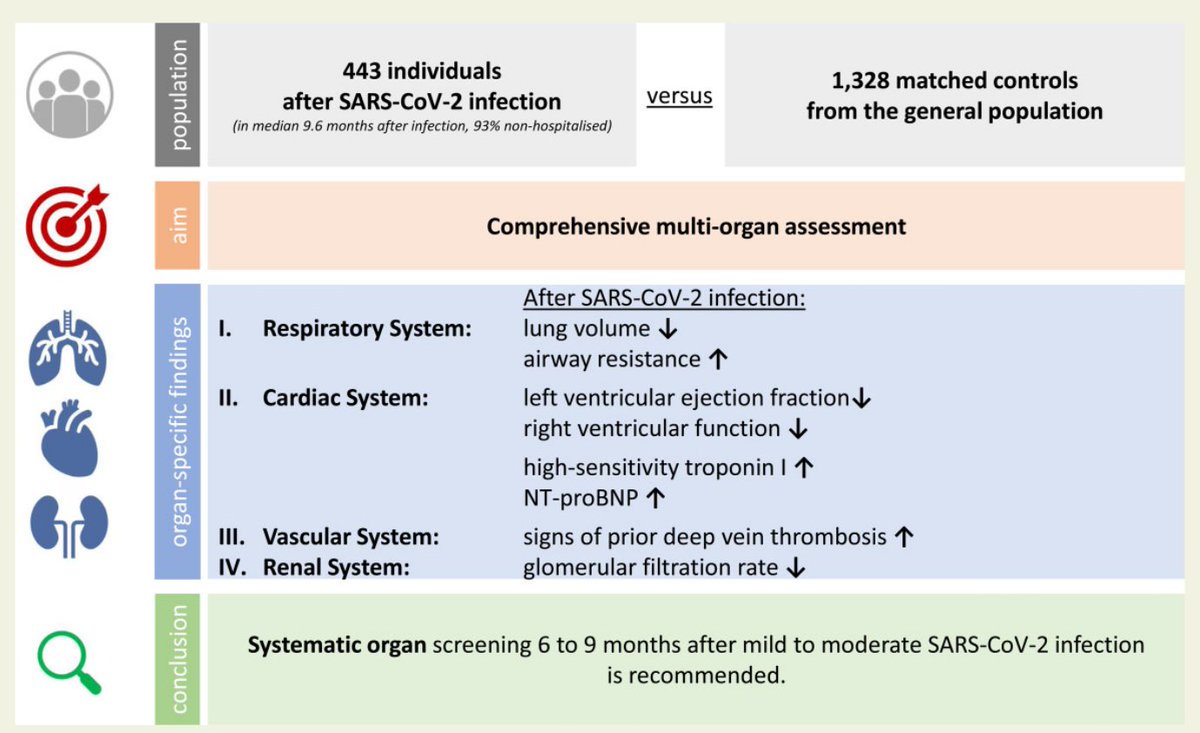 population
443 individuals
after SARS-CoV-2 infection
(in median 9.6 months after infection, 93% non-hospitalised)
versus
1,328 matched controls
from the general population
aim
Comprehensive multi-organ assessment
organ-specific findings
After SARS-CoV-2 infection:
I. Respiratory System: lung volume ↓
airway resistance ↑
II. Cardiac System: left ventricular ejection fraction↓
right ventricular function ↓
high-sensitivity troponin I ↑
NT-proBNP ↑
III. Vascular System: signs of prior deep vein thrombosis ↑
IV. Renal System: glomerular filtration rate ↓
conclusion
Systematic organ screening 6 to 9 months after mild to moderate SARS-CoV-2 infection
is recommended.